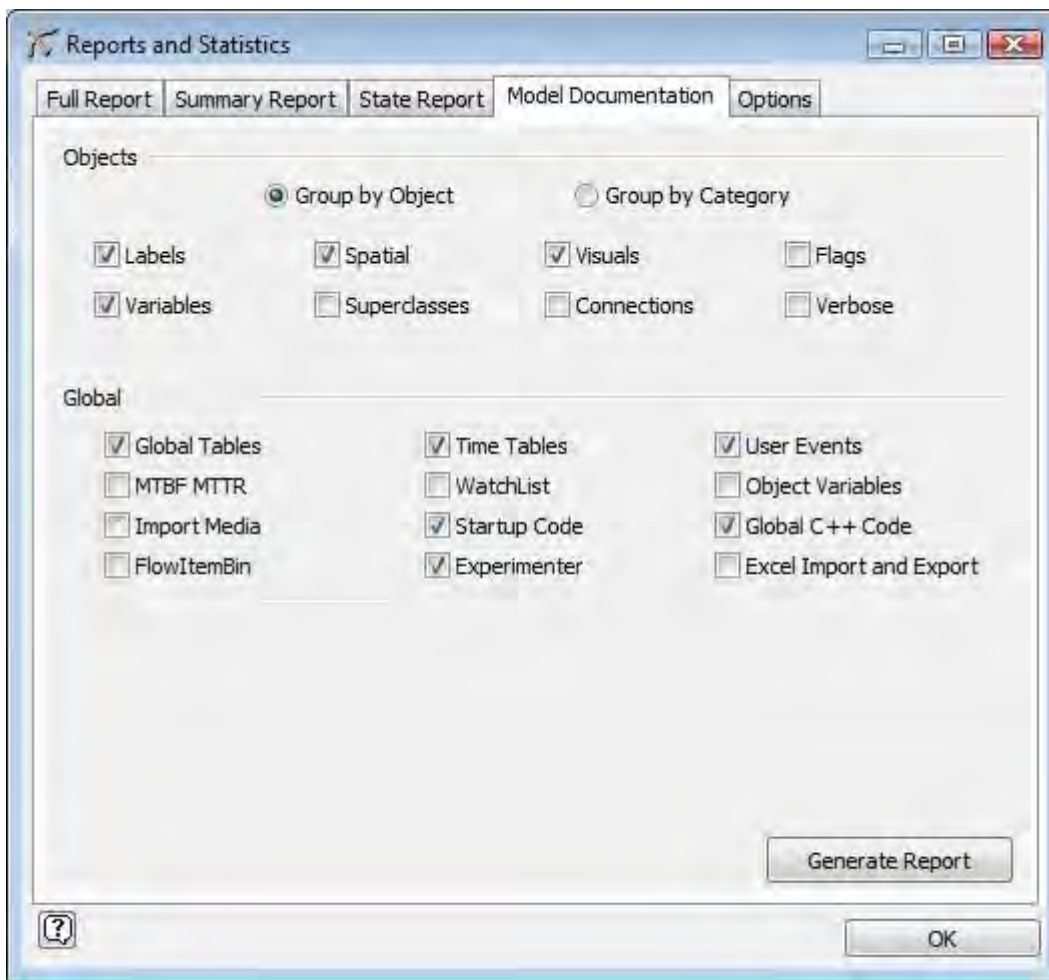 Reports and Statistics
Full Report Summary Report State Report Model Documentation Options
Objects
Group by Object Group by Category
Labels Spatial Visuals Flags
Variables Superclasses Connections Verbose
Global
Global Tables Time Tables User Events
MTBF MTTR WatchList Object Variables
Import Media Startup Code Global C++ Code
FlowItemBin Experimenter Excel Import and Export
Generate Report
?
OK